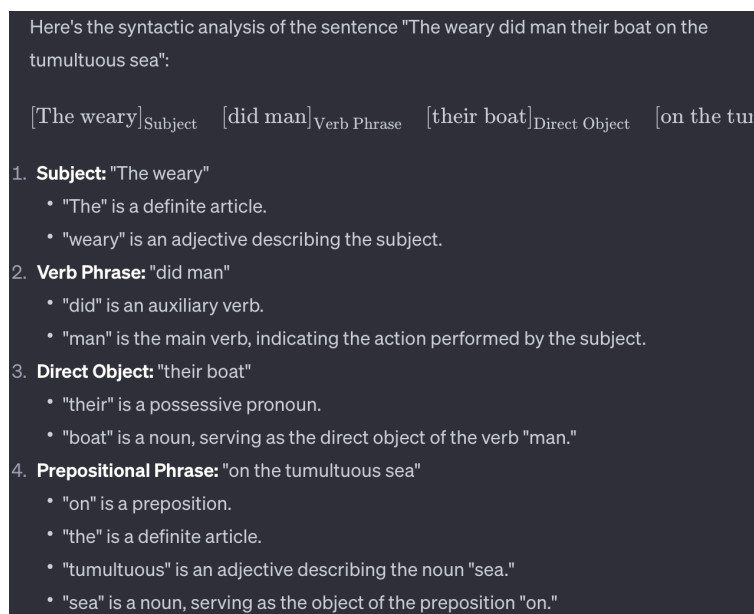 Here's the syntactic analysis of the sentence "The weary did man their boat on the
tumultuous sea":
[The weary]Subject [did man]Verb Phrase [their boat]Direct Object [on the tu
1. Subject: "The weary"
• "The" is a definite article.
• "weary" is an adjective describing the subject.
2. Verb Phrase: "did man"
• "did" is an auxiliary verb.
• "man" is the main verb, indicating the action performed by the subject.
3. Direct Object: "their boat"
• "their" is a possessive pronoun.
• "boat" is a noun, serving as the direct object of the verb "man."
4. Prepositional Phrase: "on the tumultuous sea"
• "on" is a preposition.
• "the" is a definite article.
• "tumultuous" is an adjective describing the noun "sea."
• "sea" is a noun, serving as the object of the preposition "on."